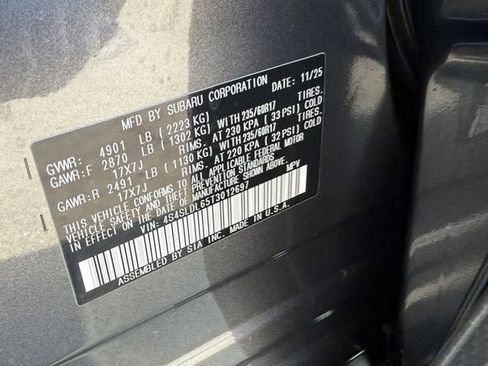 MFD BY SUBARU CORPORATION DATE: 11/25
GVWR: 4901 LB (2223 KG)
GAWR:F 2870 LB (1302 KG) WITH 235/60R17 TIRES.
17X7J RIMS. AT 230 KPA (33 PSI) COLD
GAWR:R 2491 LB (1130 KG) WITH 235/60R17 TIRES.
17X7J RIMS. AT 220 KPA (32 PSI) COLD
THIS VEHICLE CONFORMS TO ALL APPLICABLE FEDERAL MOTOR
VEHICLE SAFETY AND THEFT PREVENTION STANDARDS
IN EFFECT ON THE DATE OF MANUFACTURE SHOWN ABOVE.
VIN: 4S4SLDL65T3012697 MPV
ASSEMBLED BY SIA INC. MADE IN U.S.A.